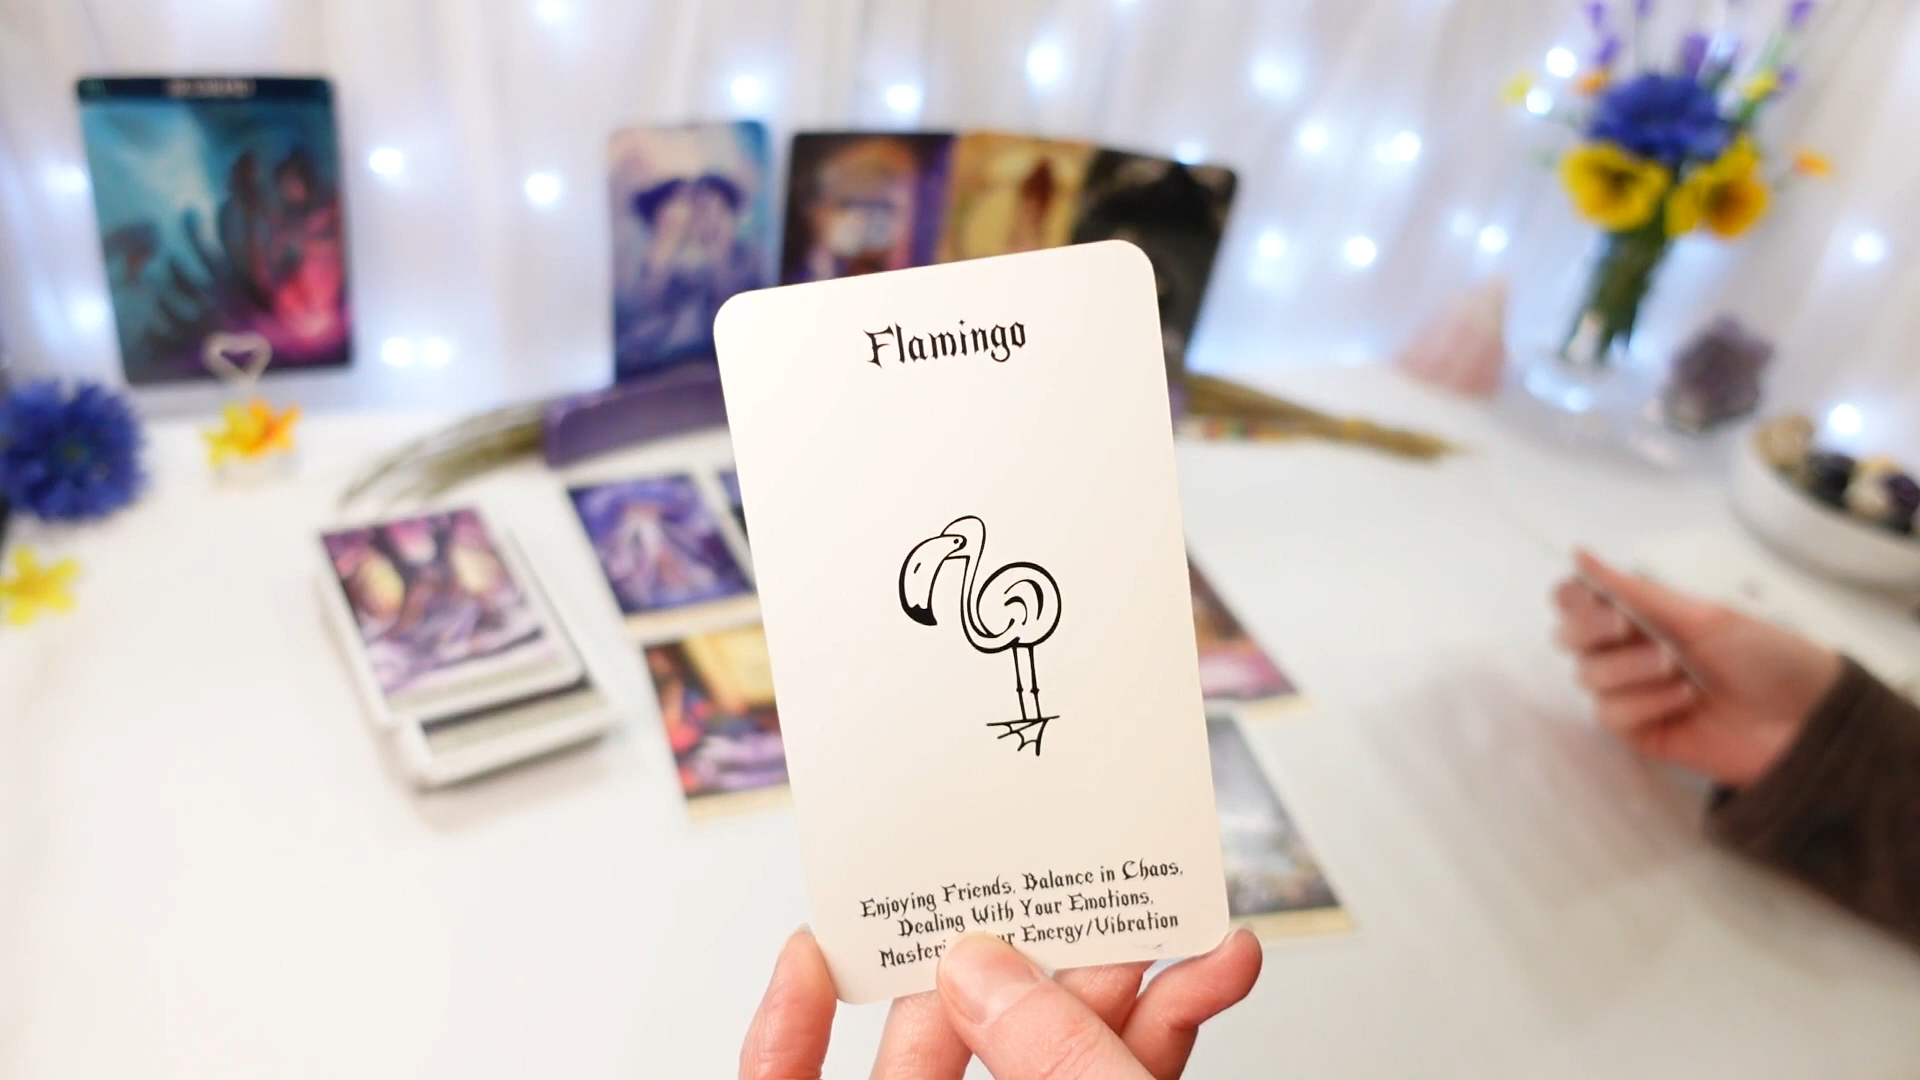 Flamingo
Enjoying Friends, Balance in Chaos,
Dealing With Your Emotions,
Energy/Vibration